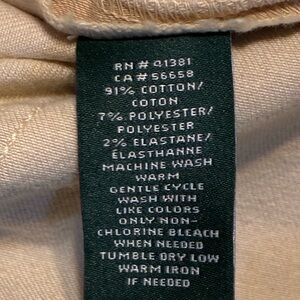 RN # 41381
CA # 56658
91% COTTON/
COTON
7% POLYESTER/
POLYESTER
2% ELASTANE/
ÉLASTHANNE
MACHINE WASH
WARM
GENTLE CYCLE
WASH WITH
LIKE COLORS
ONLY NON-
CHLORINE BLEACH
WHEN NEEDED
TUMBLE DRY LOW
WARM IRON
IF NEEDED